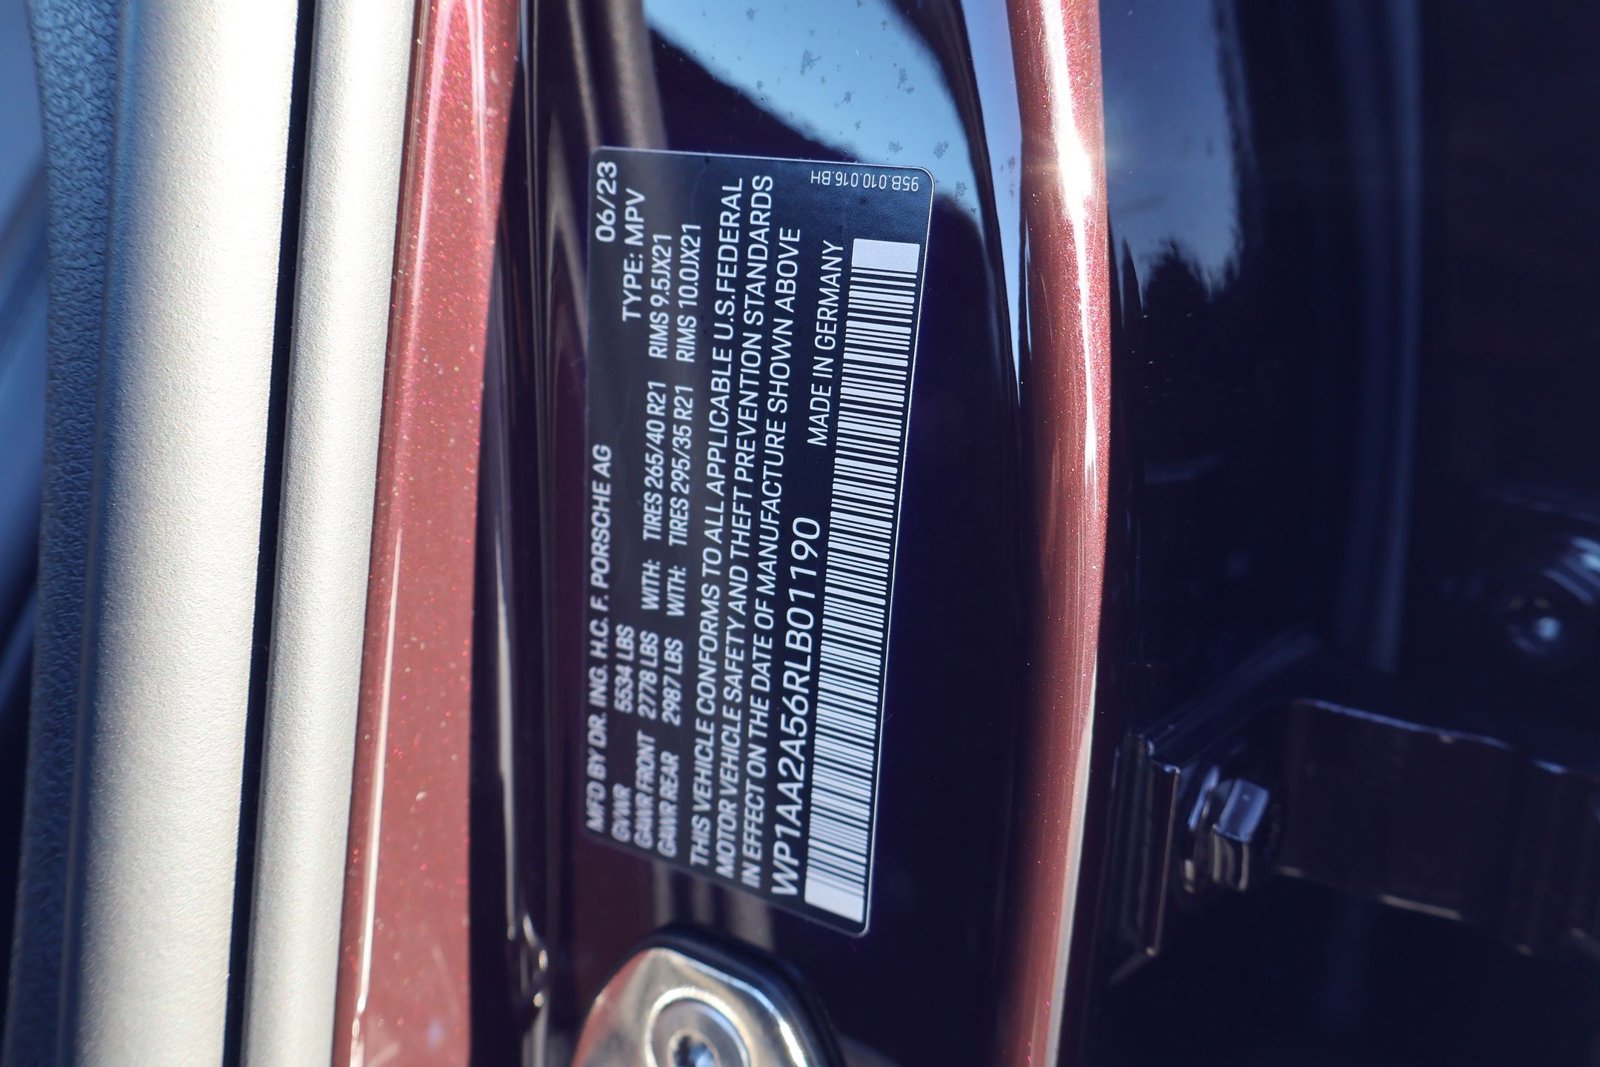 MFD BY DR. ING. H.C. F. PORSCHE AG 06/23
GVWR 5534 LBS TYPE: MPV
GAWR FRONT 2778 LBS WITH: TIRES 265/40 R21 RIMS 9.5JX21
GAWR REAR 2987 LBS WITH: TIRES 295/35 R21 RIMS 10.0JX21
THIS VEHICLE CONFORMS TO ALL APPLICABLE U.S.FEDERAL
MOTOR VEHICLE SAFETY AND THEFT PREVENTION STANDARDS
IN EFFECT ON THE DATE OF MANUFACTURE SHOWN ABOVE
WP1AA2A56RLB01190 MADE IN GERMANY
95B.010.016.BH